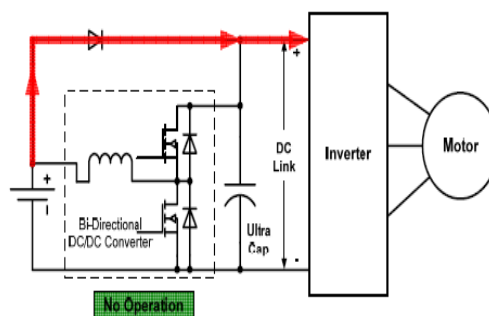 +
+
DC
Link
Inverter
Motor
+
-
Bi-Directional
DC/DC Converter
Ultra
Cap
-
No Operation